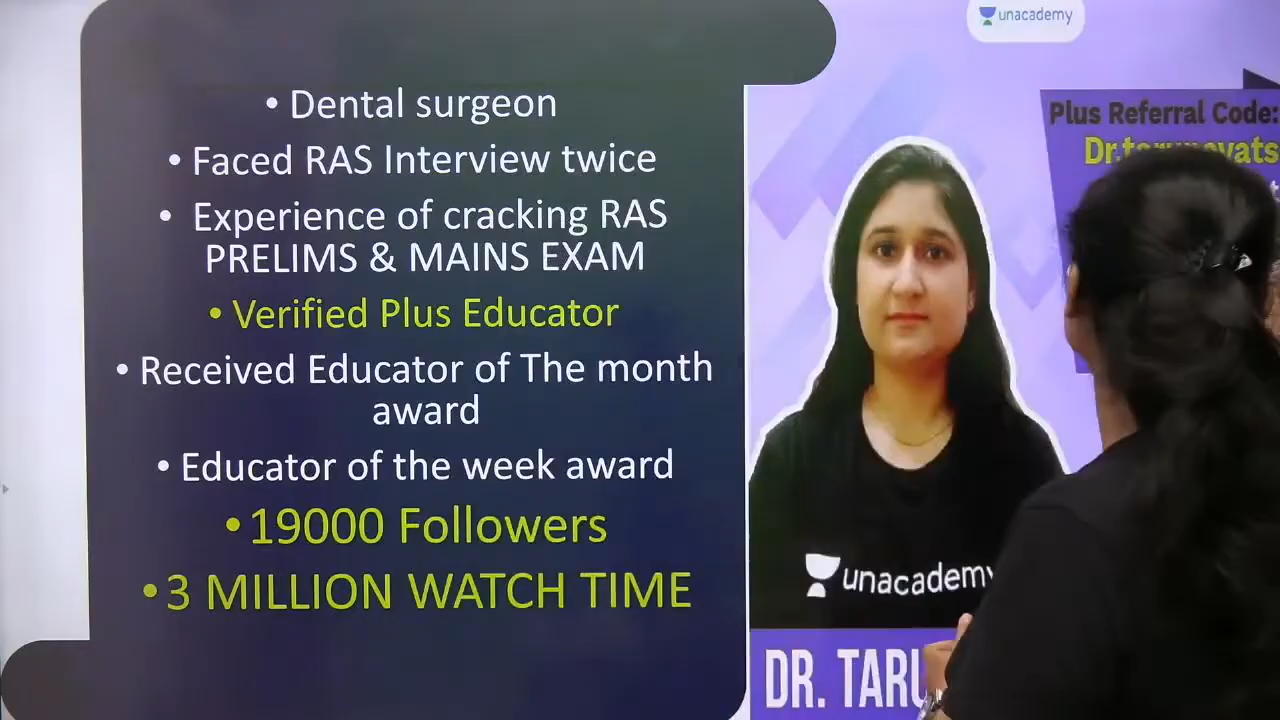 unacademy
• Dental surgeon
• Faced RAS Interview twice
• Experience of cracking RAS
PRELIMS & MAINS EXAM
• Verified Plus Educator
• Received Educator of The month
award
• Educator of the week award
• 19000 Followers
• 3 MILLION WATCH TIME
Plus Referral Code:
unacademy
DR.